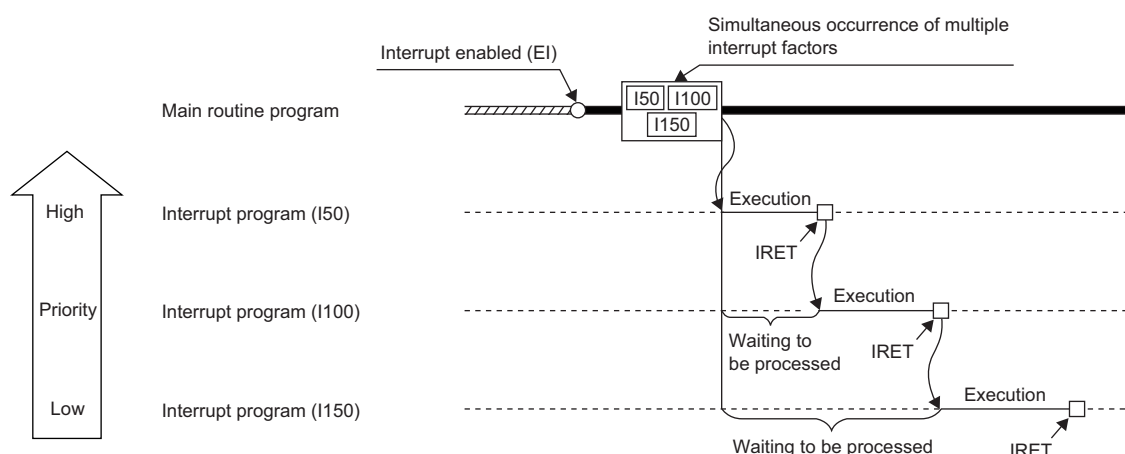 Simultaneous occurrence of multiple
interrupt factors
Interrupt enabled (EI)
Main routine program
I50
I100
I150
High
Interrupt program (I50)
Execution
IRET
Priority
Interrupt program (I100)
Execution
Waiting to
be processed
IRET
Low
Interrupt program (I150)
Execution
Waiting to be processed
IRET